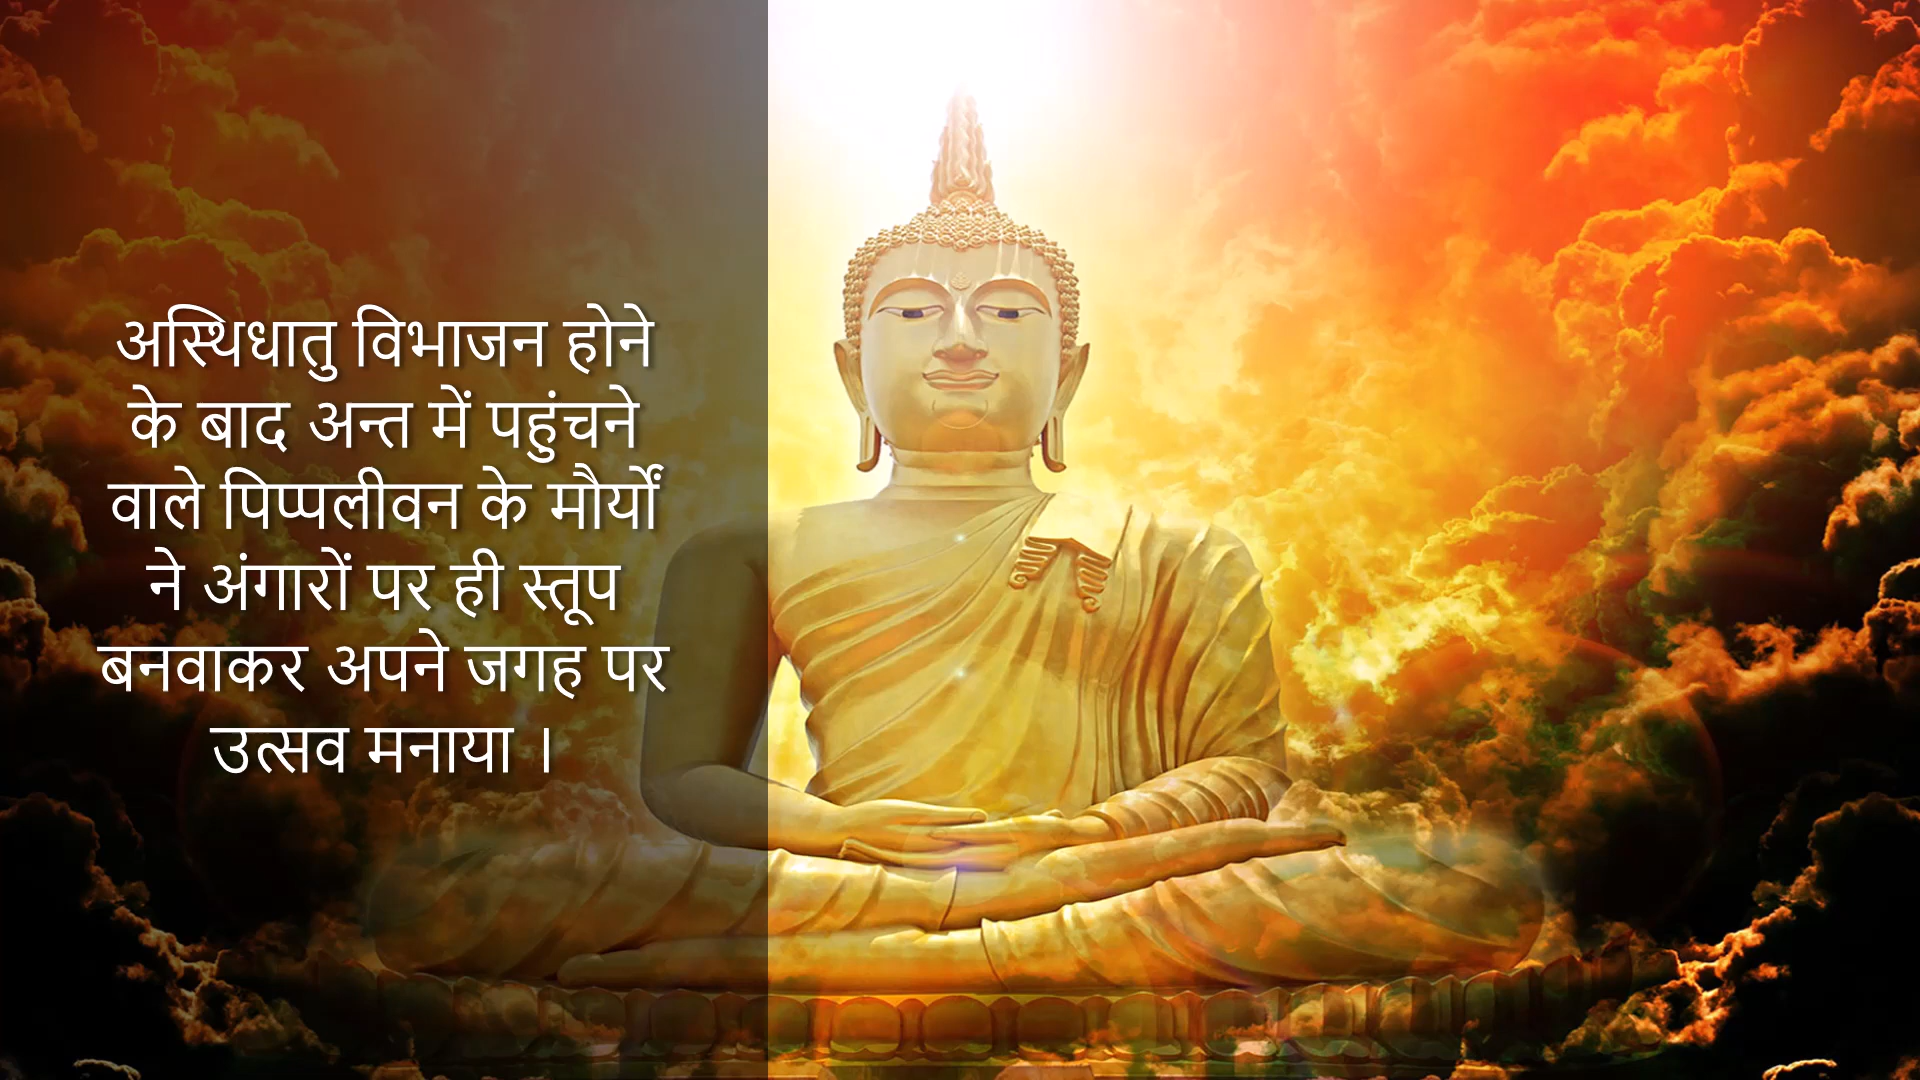 अस्थिधातु विभाजन होने
के बाद अन्त में पहुंचने
वाले पिप्पलीवन के मौर्यों
ने अंगारों पर ही स्तूप
बनवाकर अपने जगह पर
उत्सव मनाया ।